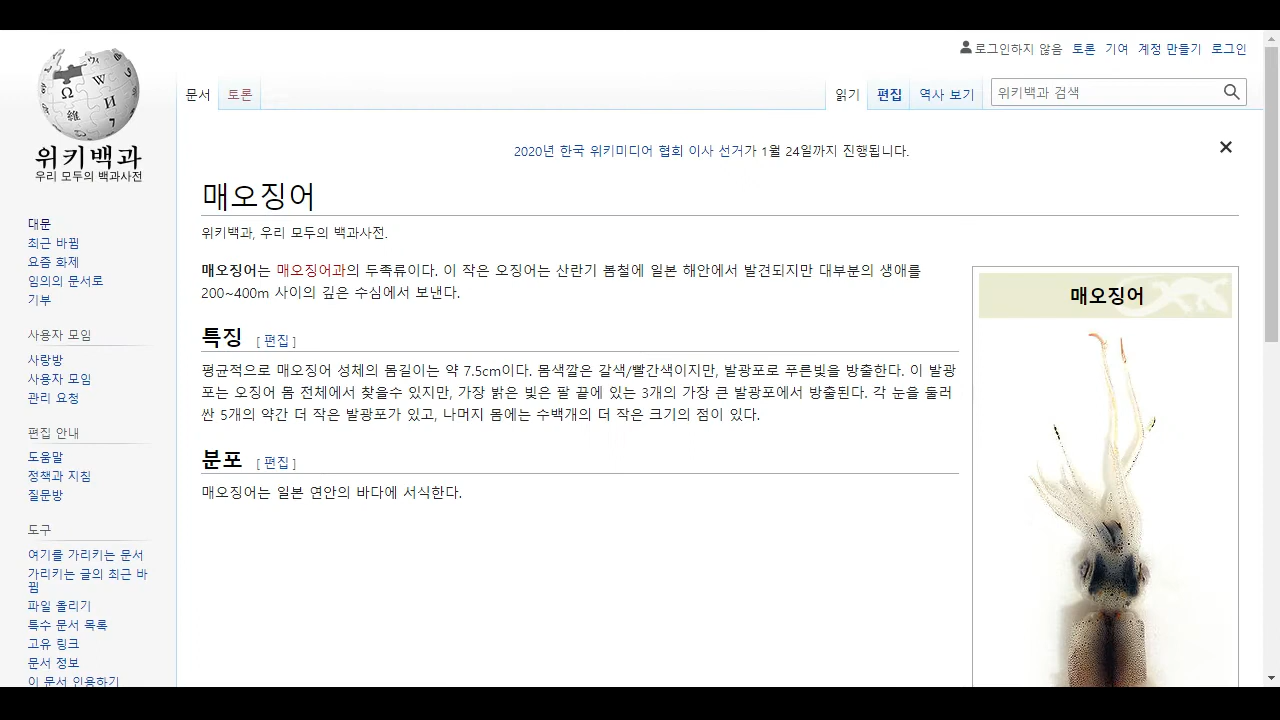 로그인하지 않음 토론 기여 계정 만들기 로그인
위키백과
우리 모두의 백과사전
문서 토론 읽기 편집 역사 보기 위키백과 검색
2020년 한국 위키미디어 협회 이사 선거가 1월 24일까지 진행됩니다.
매오징어
위키백과, 우리 모두의 백과사전.
매오징어는 매오징어과의 두족류이다. 이 작은 오징어는 산란기 봄철에 일본 해안에서 발견되지만 대부분의 생애를
200~400m 사이의 깊은 수심에서 보낸다.
특징 [ 편집 ]
평균적으로 매오징어 성체의 몸길이는 약 7.5cm이다. 몸색깔은 갈색/빨간색이지만, 발광포로 푸른빛을 방출한다. 이 발광
포는 오징어 몸 전체에서 찾을수 있지만, 가장 밝은 빛은 팔 끝에 있는 3개의 가장 큰 발광포에서 방출된다. 각 눈을 둘러
싼 5개의 약간 더 작은 발광포가 있고, 나머지 몸에는 수백개의 더 작은 크기의 점이 있다.
분포 [ 편집 ]
매오징어는 일본 연안의 바다에 서식한다.
매오징어
대문
최근 바뀜
요즘 화제
임의의 문서로
기부
사용자 모임
사랑방
사용자 모임
관리 요청
편집 안내
도움말
정책과 지침
질문방
도구
여기를 가리키는 문서
가리키는 글의 최근 바
뀜
파일 올리기
특수 문서 목록
고유 링크
문서 정보
이 문서 인용하기